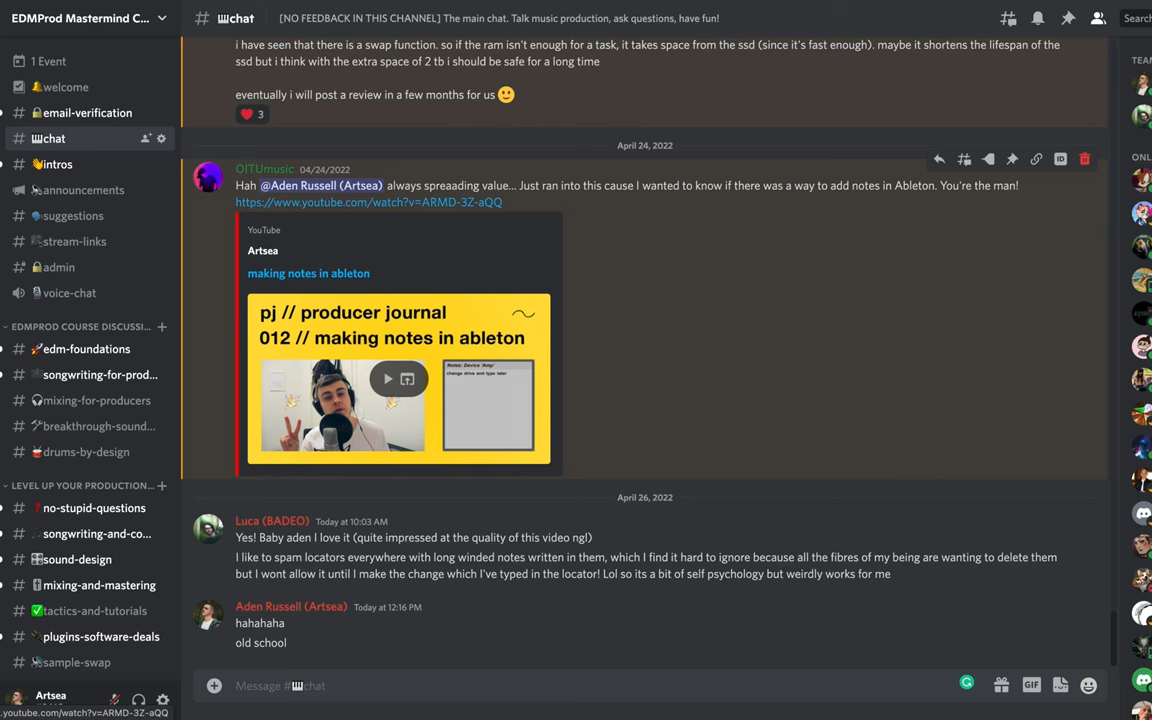 EDMProd Mastermind C...
1 Event
welcome
email-verification
chat
intros
announcements
suggestions
stream-links
admin
voice-chat
EDMPROD COURSE DISCUSSI...
edm-foundations
songwriting-for-prod...
mixing-for-producers
breakthrough-sound...
drums-by-design
LEVEL UP YOUR PRODUCTION...
no-stupid-questions
songwriting-and-co...
sound-design
mixing-and-mastering
tactics-and-tutorials
plugins-software-deals
sample-swap
Artsea
.youtube.com/watch?v=ARMD-3Z-aQQ
chat
[NO FEEDBACK IN THIS CHANNEL] The main chat. Talk music production, ask questions, have fun!
Search
i have seen that there is a swap function. so if the ram isn't enough for a task, it takes space from the ssd (since it's fast enough). maybe it shortens the lifespan of the
ssd but i think with the extra space of 2 tb i should be safe for a long time
eventually i will post a review in a few months for us
3
April 24, 2022
OITUmusic 04/24/2022
ID
Hah @Aden Russell (Artsea) always spreaading value... Just ran into this cause I wanted to know if there was a way to add notes in Ableton. You're the man!
https://www.youtube.com/watch?v=ARMD-3Z-aQQ
YouTube
Artsea
making notes in ableton
pj // producer journal
012 // making notes in ableton
Notes: Device 'Amp'
change drive and type later
April 26, 2022
Luca (BADEO) Today at 10:03 AM
Yes! Baby aden I love it (quite impressed at the quality of this video ngl)
I like to spam locators everywhere with long winded notes written in them, which I find it hard to ignore because all the fibres of my being are wanting to delete them
but I wont allow it until I make the change which I've typed in the locator! Lol so its a bit of self psychology but weirdly works for me
Aden Russell (Artsea) Today at 12:16 PM
hahahaha
old school
Message #chat
GIF
TEAM
ONL